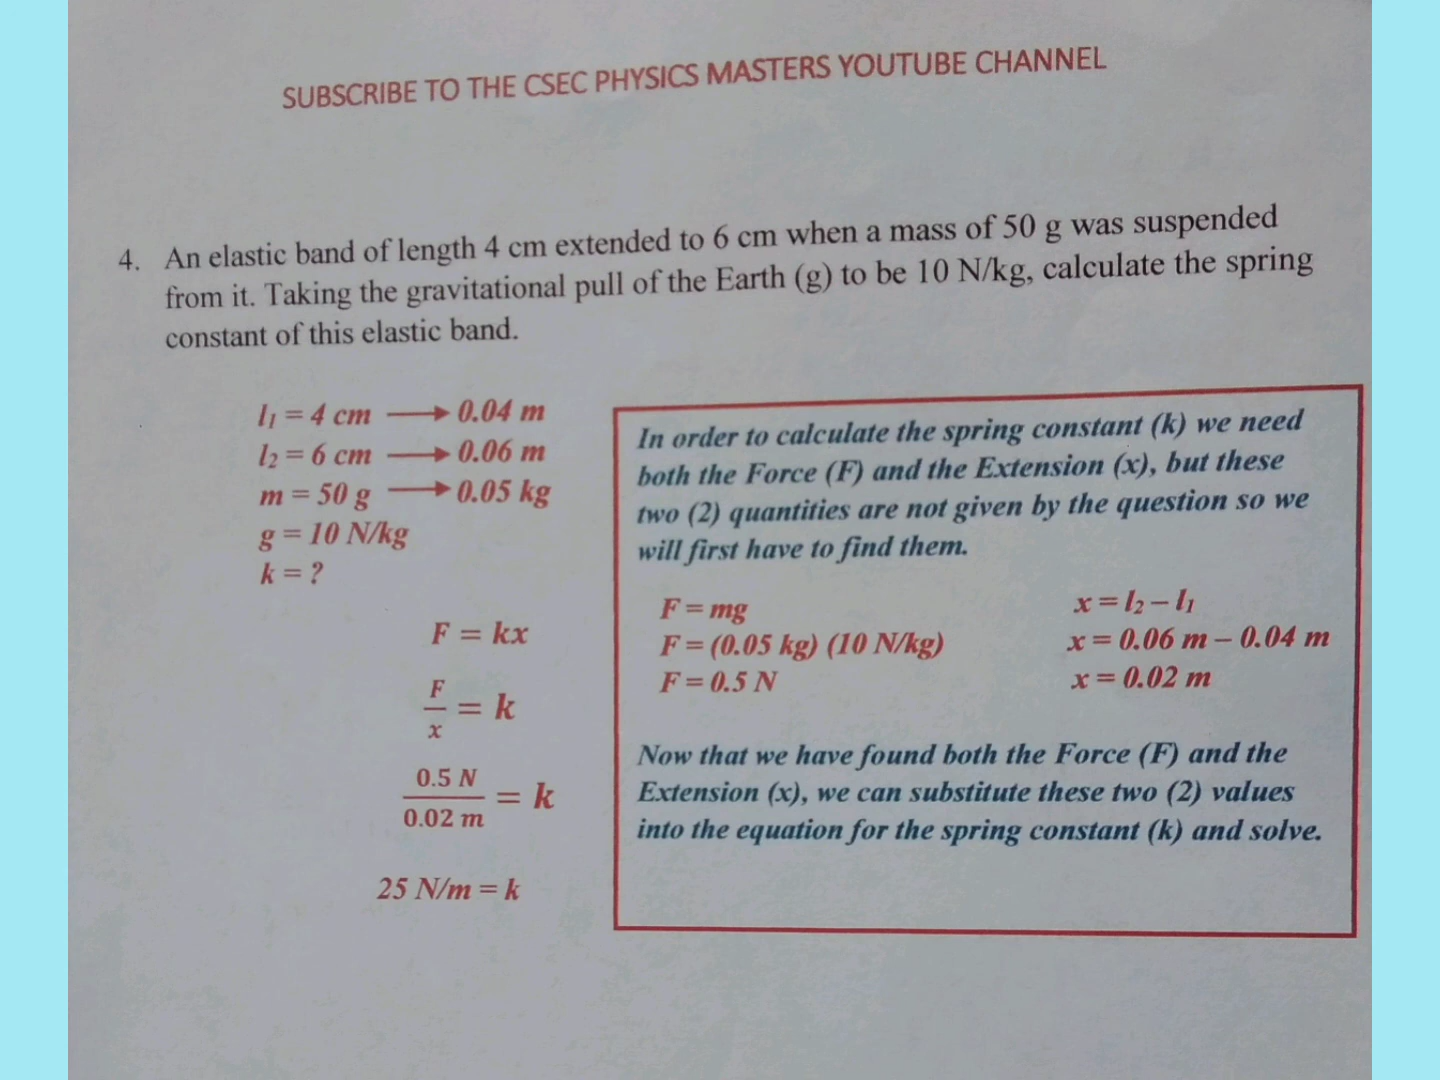 SUBSCRIBE TO THE CSEC PHYSICS MASTERS YOUTUBE CHANNEL
4. An elastic band of length 4 cm extended to 6 cm when a mass of 50 g was suspended
from it. Taking the gravitational pull of the Earth (g) to be 10 N/kg, calculate the spring
constant of this elastic band.
l₁ = 4 cm ⟶ 0.04 m
l₂ = 6 cm ⟶ 0.06 m
m = 50 g ⟶ 0.05 kg
g = 10 N/kg
k = ?
F = kx
F/x = k
0.5 N/0.02 m = k
25 N/m = k
In order to calculate the spring constant (k) we need
both the Force (F) and the Extension (x), but these
two (2) quantities are not given by the question so we
will first have to find them.
F = mg
F = (0.05 kg) (10 N/kg)
F = 0.5 N
x = l₂ – l₁
x = 0.06 m – 0.04 m
x = 0.02 m
Now that we have found both the Force (F) and the
Extension (x), we can substitute these two (2) values
into the equation for the spring constant (k) and solve.